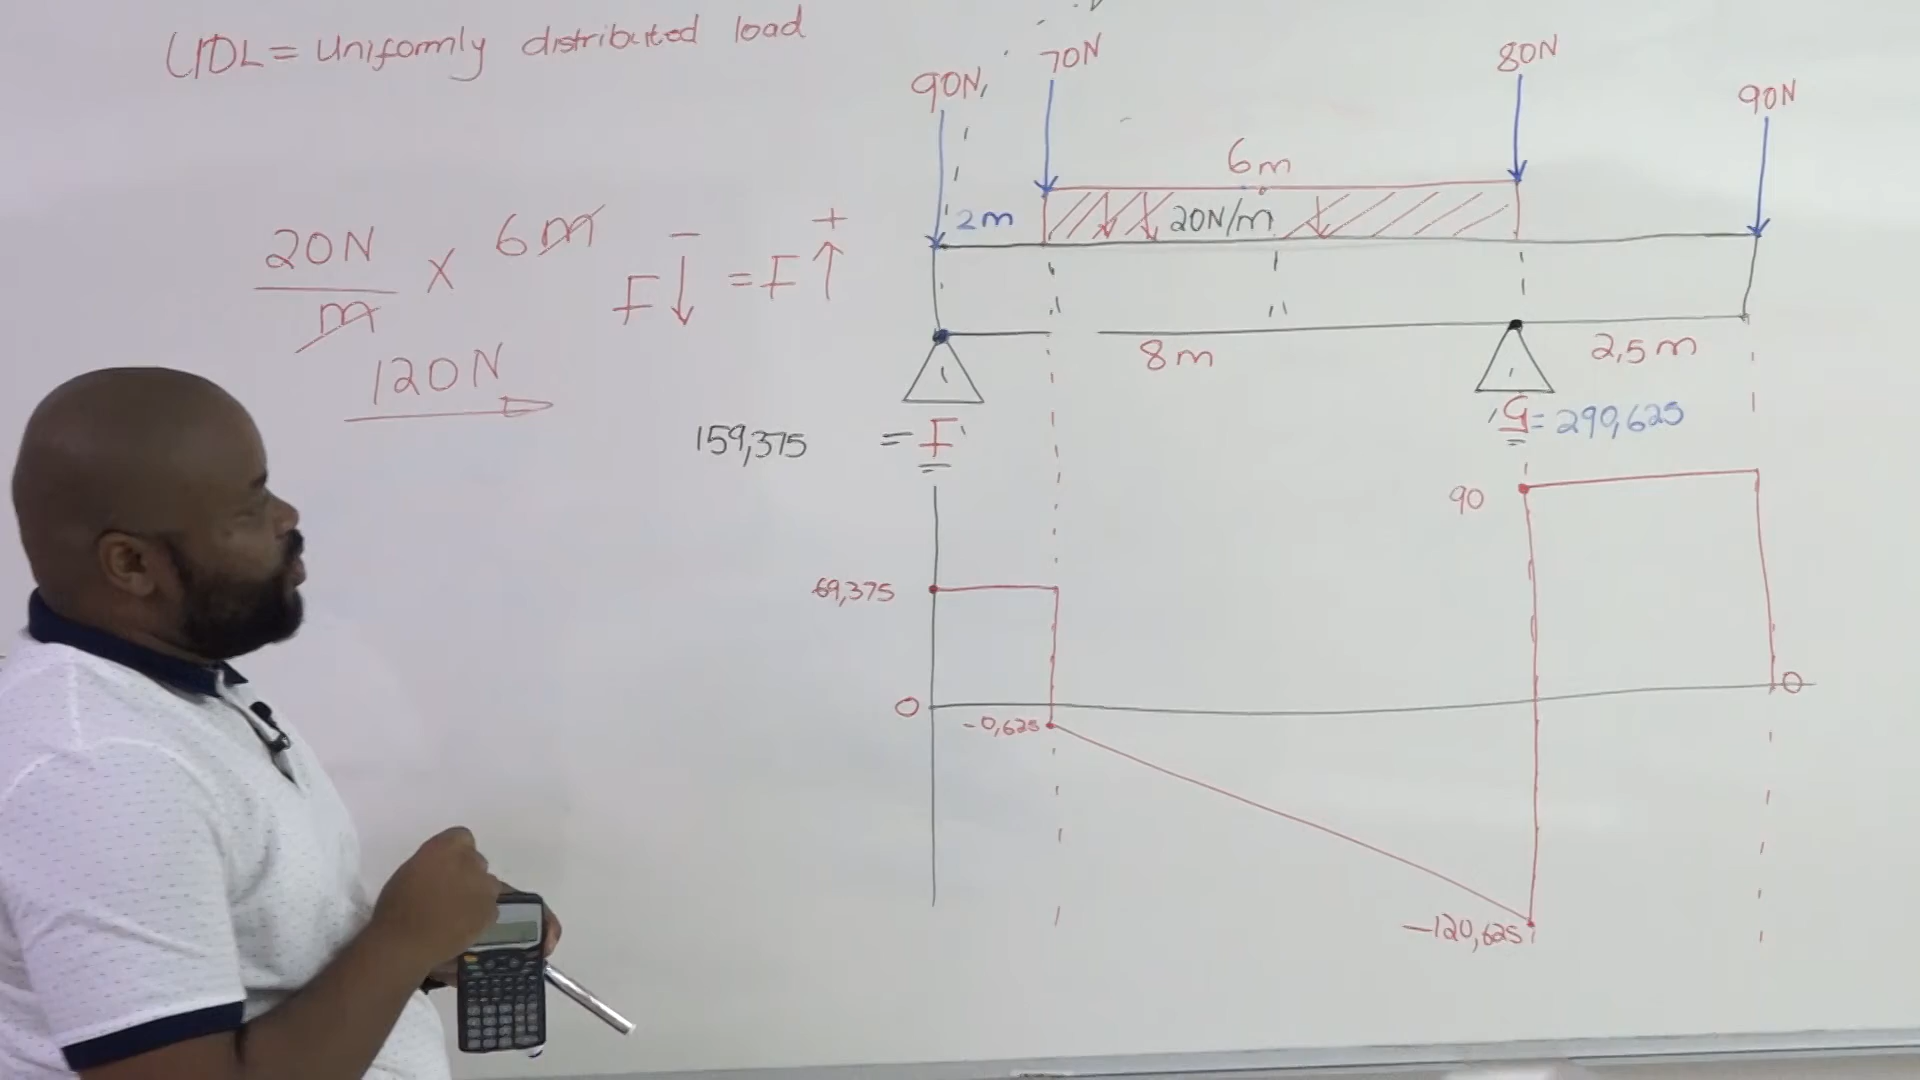 UDL = Uniformly distributed load
20N/m × 6m
120N
F↓ − = F↑ +
90N
70N
80N
90N
6m
2m
20N/m
8m
2,5m
159,375 = F
G = 290,625
90
69,375
0
0
-0,625
-120,625